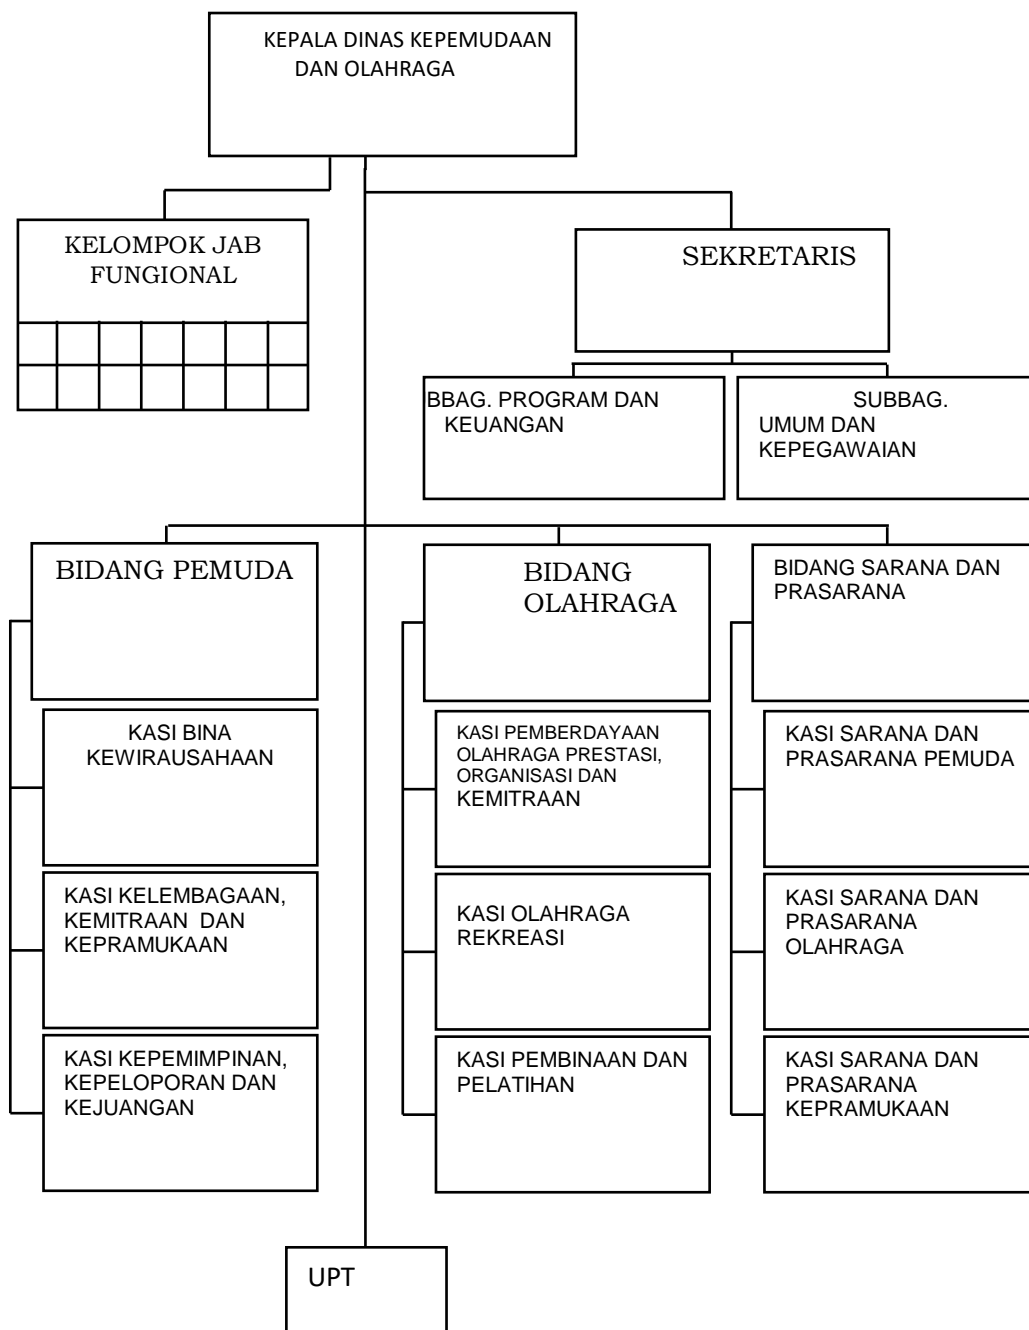 KEPALA DINAS KEPEMUDAAN
DAN OLAHRAGA
KELOMPOK JAB
FUNGIONAL
SEKRETARIS
BBAG. PROGRAM DAN
KEUANGAN
SUBBAG.
UMUM DAN
KEPEGAWAIAN
BIDANG PEMUDA
BIDANG
OLAHRAGA
BIDANG SARANA DAN
PRASARANA
KASI BINA
KEWIRAUSAHAAN
KASI PEMBERDAYAAN
OLAHRAGA PRESTASI,
ORGANISASI DAN
KEMITRAAN
KASI SARANA DAN
PRASARANA PEMUDA
KASI KELEMBAGAAN,
KEMITRAAN DAN
KEPRAMUKAAN
KASI OLAHRAGA
REKREASI
KASI SARANA DAN
PRASARANA
OLAHRAGA
KASI KEPEMIMPINAN,
KEPELOPORAN DAN
KEJUANGAN
KASI PEMBINAAN DAN
PELATIHAN
KASI SARANA DAN
PRASARANA
KEPRAMUKAAN
UPT